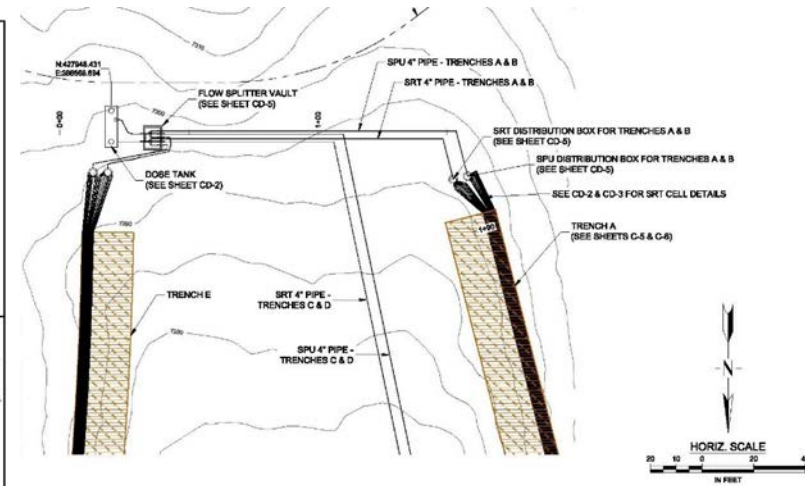 7310
N:427948.431
SPU 4" PIPE - TRENCHES A & B
SRT 4" PIPE - TRENCHES A & B
FLOW SPLITTER VAULT
(SEE SHEET CD-5)
7300
0+00
1+00
SRT DISTRIBUTION BOX FOR TRENCHES A & B
(SEE SHEET CD-5)
SPU DISTRIBUTION BOX FOR TRENCHES A & B
(SEE SHEET CD-5)
DOSE TANK
(SEE SHEET CD-2)
SEE CD-2 & CD-3 FOR SRT CELL DETAILS
TRENCH A
(SEE SHEETS C-5 & C-6)
1+00
TRENCH E
SRT 4" PIPE -
TRENCHES C & D
SPU 4" PIPE -
TRENCHES C & D
N
HORIZ. SCALE
20 10 0 20
IN FEET